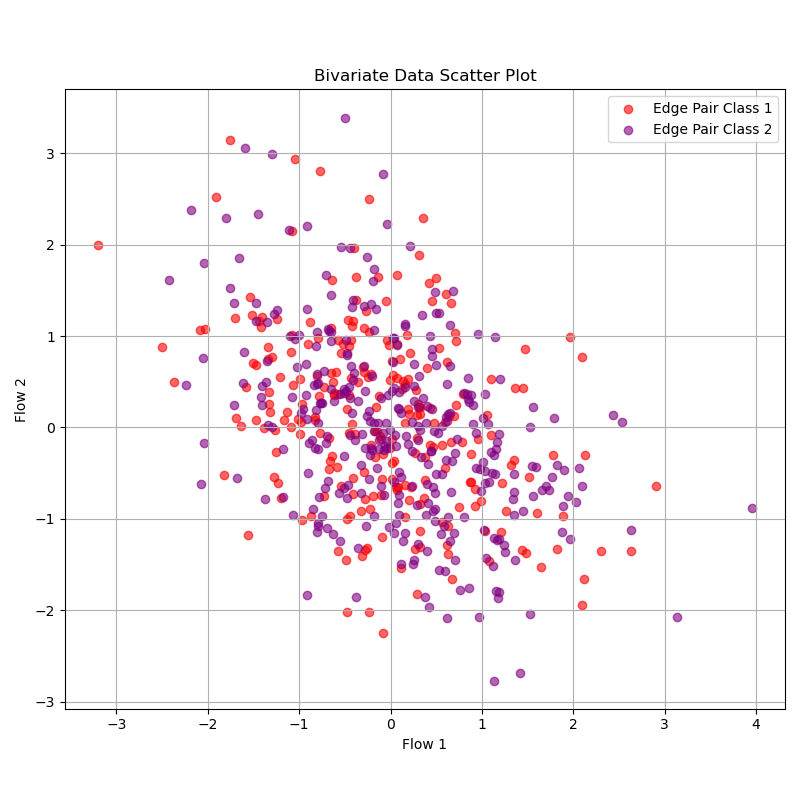 Bivariate Data Scatter Plot
Edge Pair Class 1
Edge Pair Class 2
3
2
1
0
−1
−2
−3
Flow 2
−3 −2 −1 0 1 2 3 4
Flow 1